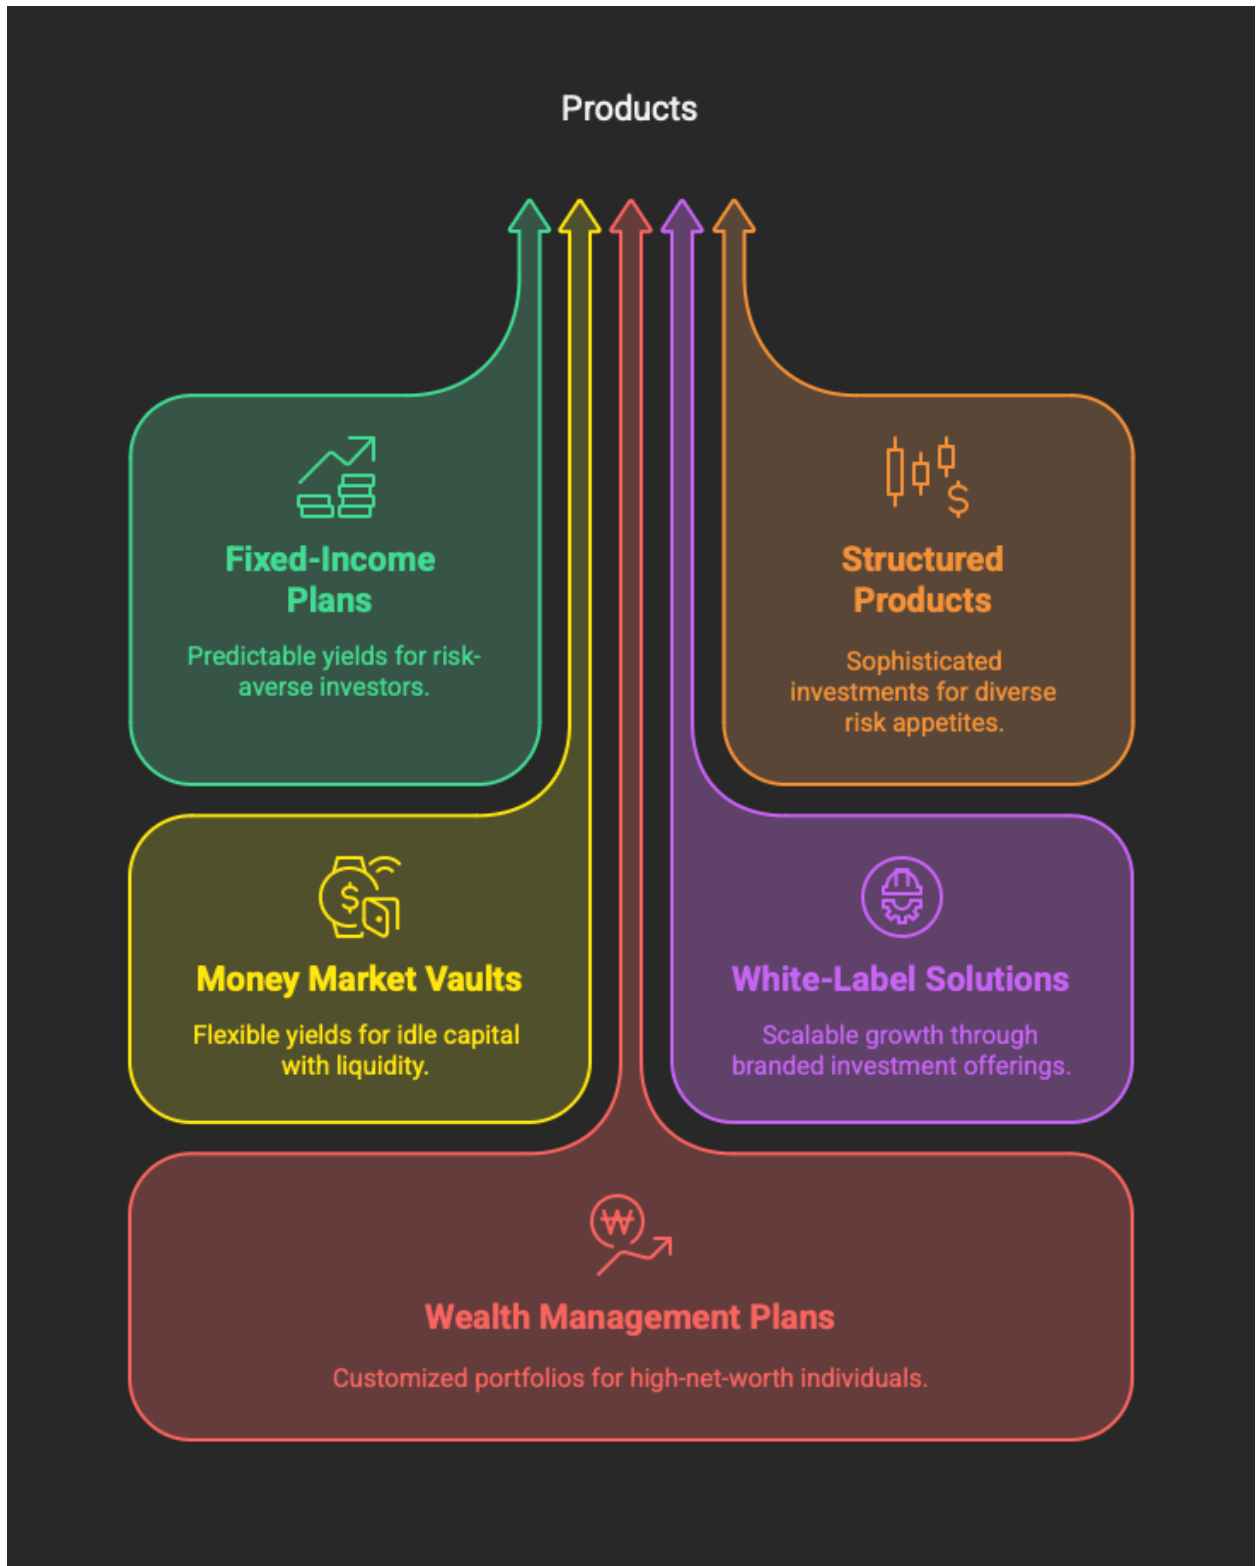 Products
Fixed-Income
Plans
Predictable yields for risk-
averse investors.
Structured
Products
Sophisticated
investments for diverse
risk appetites.
$
$
Money Market Vaults
Flexible yields for idle capital
with liquidity.
White-Label Solutions
Scalable growth through
branded investment offerings.
₩
Wealth Management Plans
Customized portfolios for high-net-worth individuals.